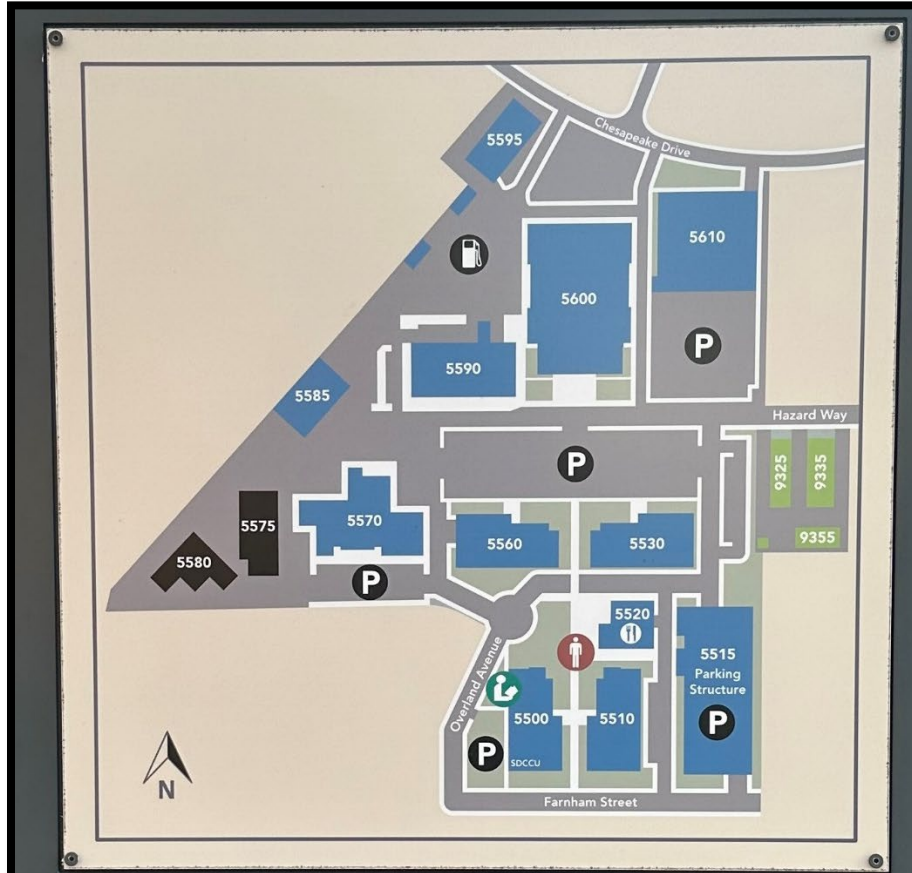 Chesapeake Drive
5595
5610
5600
P
5590
5585
Hazard Way
P
9325
9335
5575
5570
5560
5530
9355
5580
P
5520
5515
Parking
Structure
Overland Avenue
5500
5510
P
P
SDCCU
N
Farnham Street